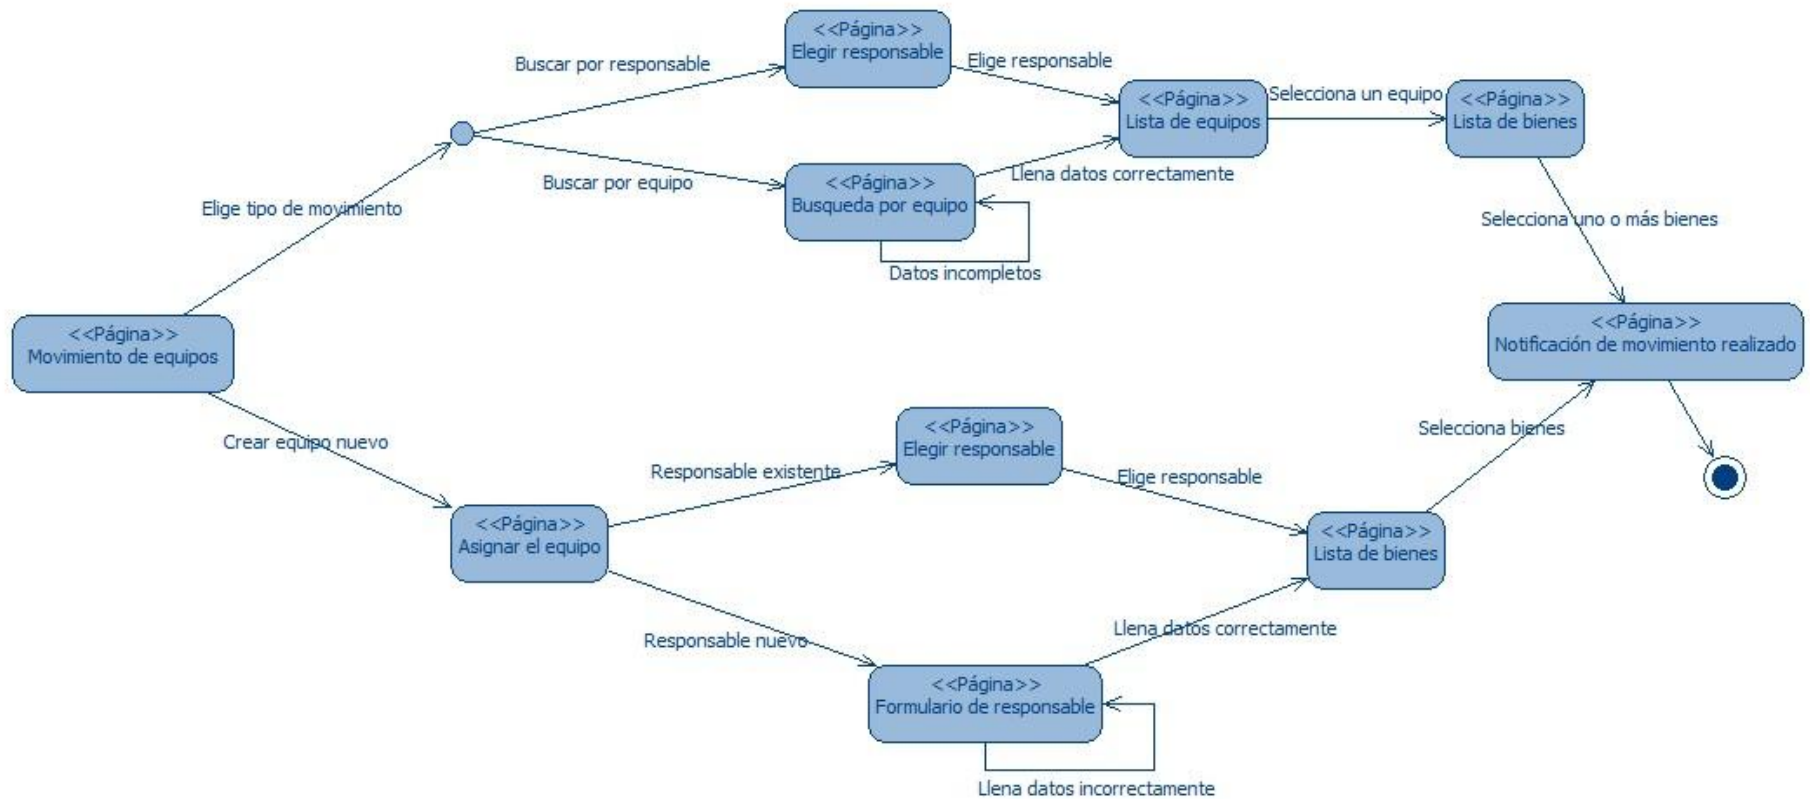 <<Página>>
Elegir responsable
Buscar por responsable
Elige responsable
<<Página>>
Lista de equipos
Selecciona un equipo
<<Página>>
Lista de bienes
Buscar por equipo
<<Página>>
Busqueda por equipo
Llena datos correctamente
Datos incompletos
Elige tipo de movimiento
Selecciona uno o más bienes
<<Página>>
Movimiento de equipos
<<Página>>
Notificación de movimiento realizado
Crear equipo nuevo
<<Página>>
Asignar el equipo
Responsable existente
<<Página>>
Elegir responsable
Elige responsable
Selecciona bienes
<<Página>>
Lista de bienes
Responsable nuevo
Llena datos correctamente
<<Página>>
Formulario de responsable
Llena datos incorrectamente